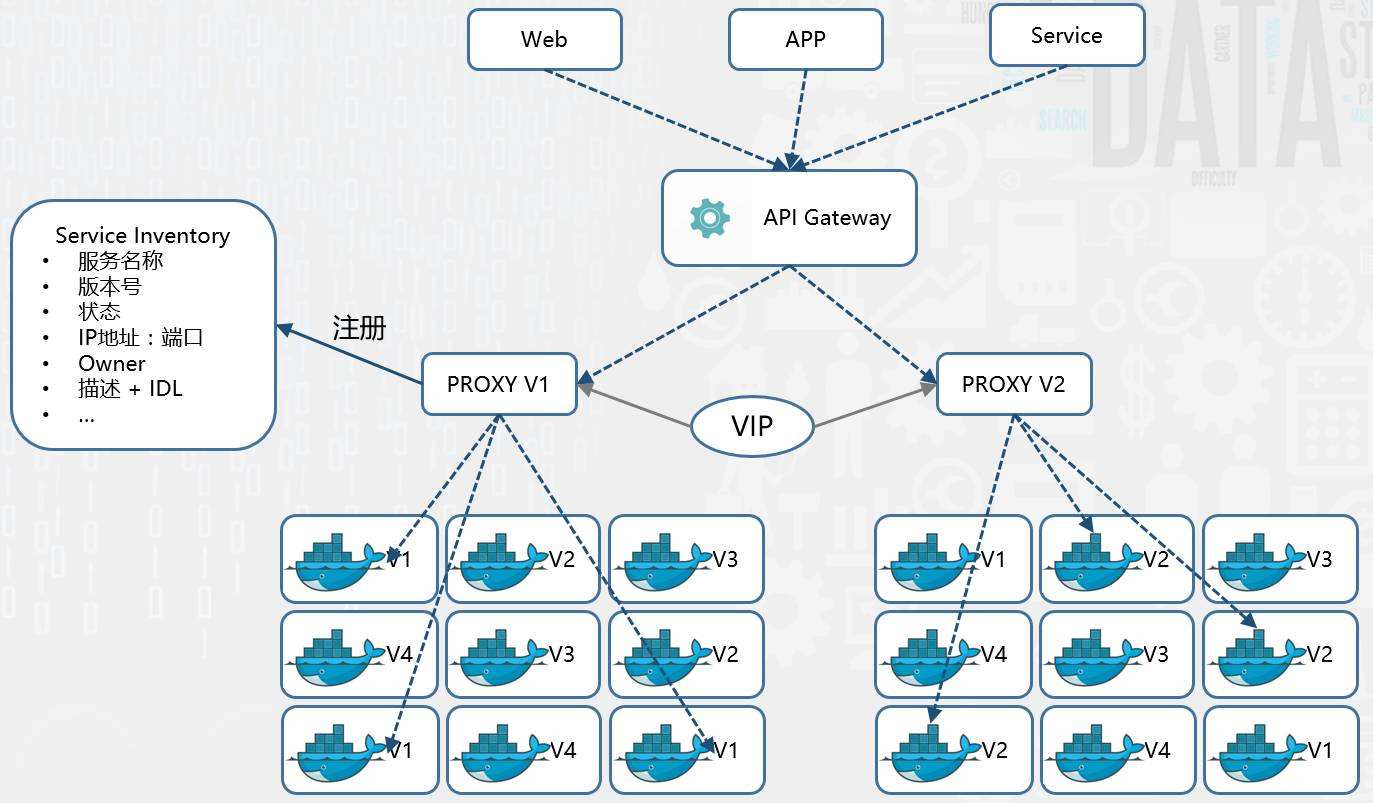 Web
APP
Service
API Gateway
Service Inventory
• 服务名称
• 版本号
• 状态
• IP地址：端口
• Owner
• 描述 + IDL
• ...
注册
PROXY V1
VIP
PROXY V2
V1
V2
V3
V4
V3
V2
V1
V4
V1
V1
V2
V3
V4
V3
V2
V2
V4
V1
DATA
SEARCH
DIFFICULTY
GARTNER